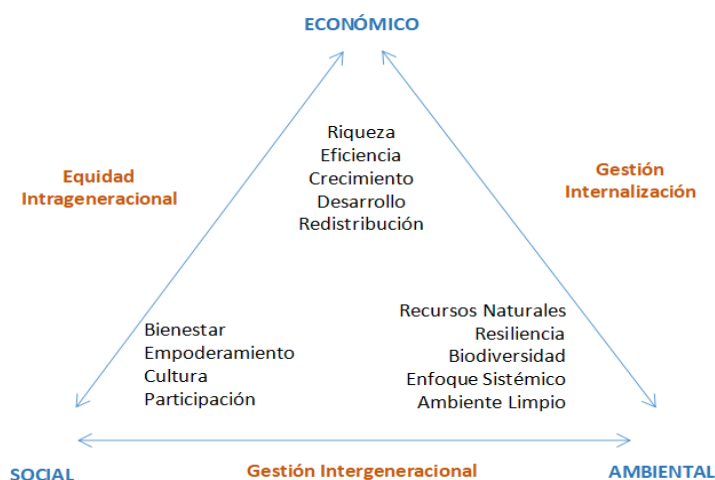 ECONÓMICO
Riqueza
Eficiencia
Crecimiento
Desarrollo
Redistribución
Equidad
Intrageneracional
Gestión
Internalización
Bienestar
Empoderamiento
Cultura
Participación
Recursos Naturales
Resiliencia
Biodiversidad
Enfoque Sistémico
Ambiente Limpio
SOCIAL
Gestión Intergeneracional
AMBIENTAL